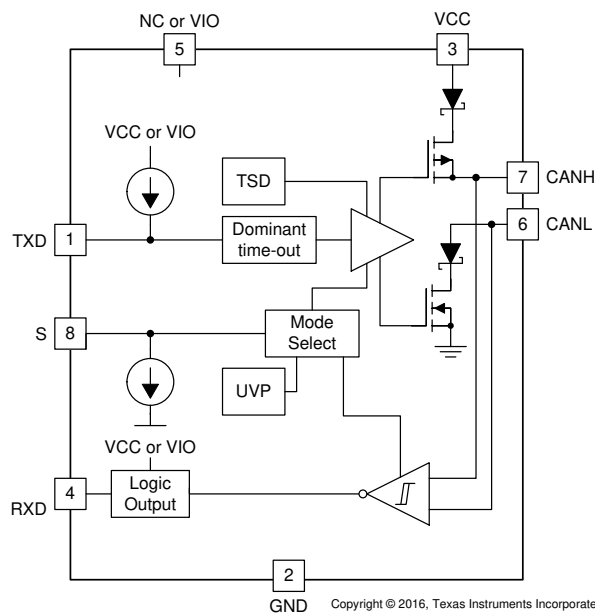 NC or VIO
VCC
5
3
VCC or VIO
TSD
7
CANH
TXD
1
Dominant
time-out
6
CANL
S
8
Mode
Select
UVP
VCC or VIO
RXD
4
Logic
Output
2
GND
Copyright © 2016, Texas Instruments Incorporate